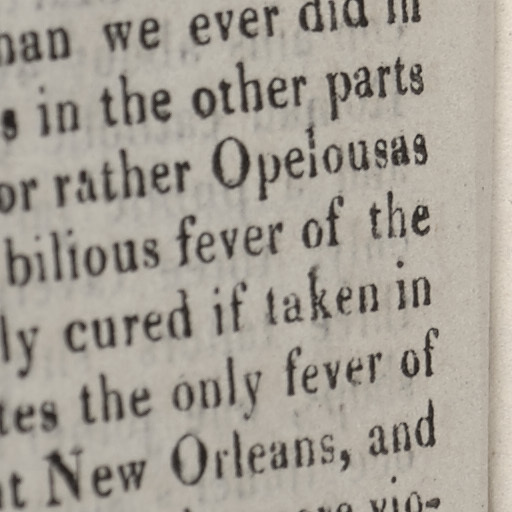 han we ever did in
s in the other parts
or rather Opelousas
bilious fever of the
ly cured if taken in
tes the only fever of
at New Orleans, and
vio-